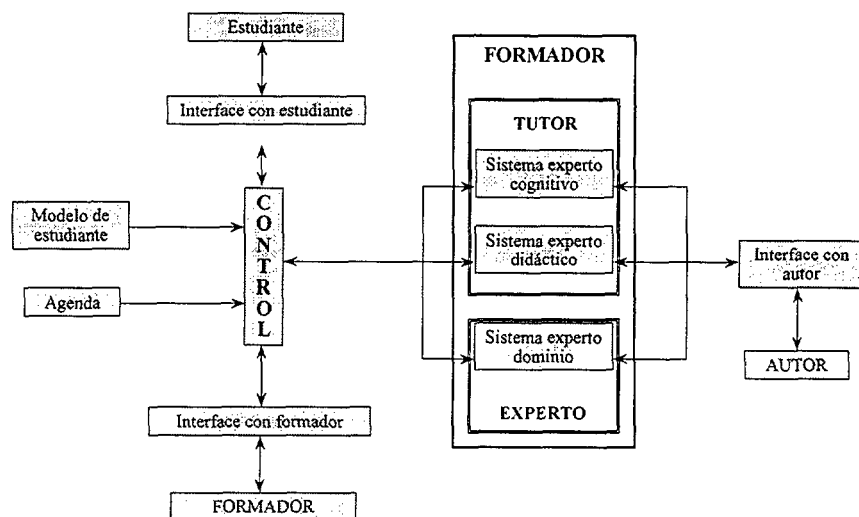 Estudiante
Interface con estudiante
Modelo de
estudiante
Agenda
CONTROL
Interface con formador
FORMADOR
FORMADOR
TUTOR
Sistema experto
cognitivo
Sistema experto
didáctico
Sistema experto
dominio
EXPERTO
Interface con
autor
AUTOR